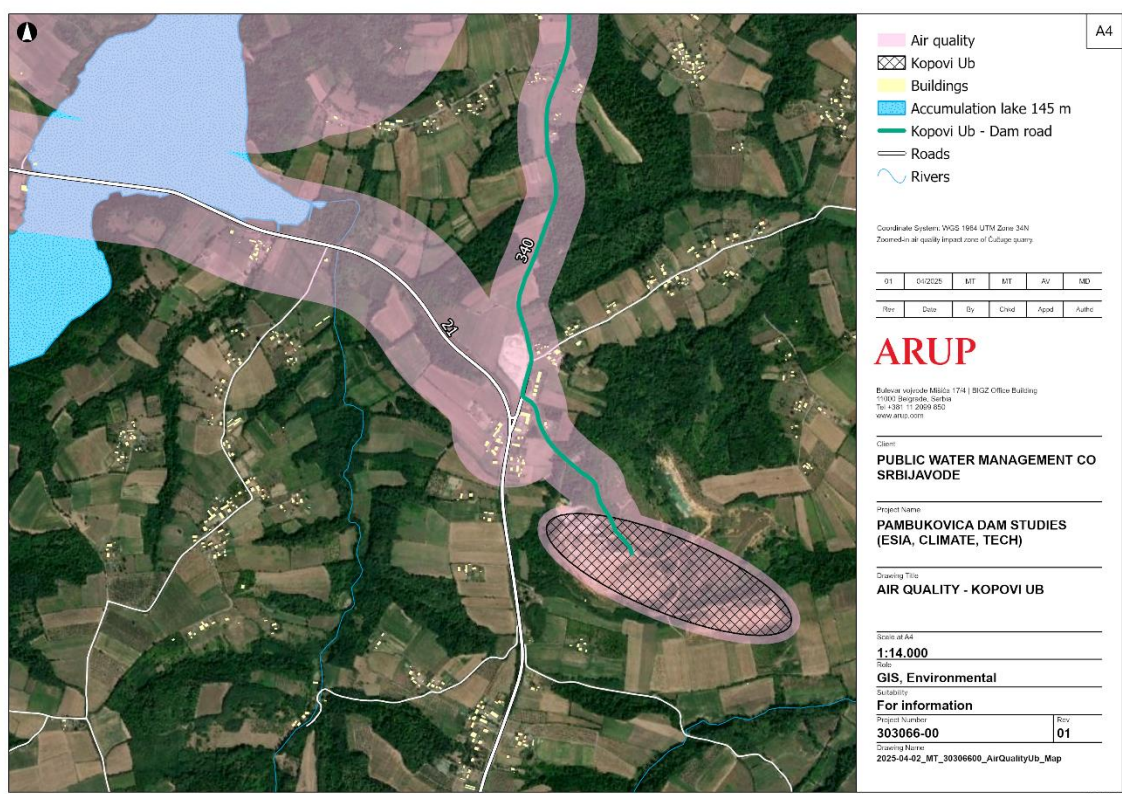 A4
Air quality
Kopovi Ub
Buildings
Accumulation lake 145 m
Kopovi Ub - Dam road
Roads
Rivers
340
21
Coordinate System: WGS 1984 UTM Zone 34N
Zoomed-in air quality impact zone of Čučuge quarry.
01 04/2025 MT MT AV MD
Rev Date By Chkd Appd Authd
ARUP
Bulevar vojvode Mišića 17/4 | BIGZ Office Building
11000 Belgrade, Serbia
Tel +381 11 2099 850
www.arup.com
Client
PUBLIC WATER MANAGEMENT CO
SRBIJAVODE
Project Name
PAMBUKOVICA DAM STUDIES
(ESIA, CLIMATE, TECH)
Drawing Title
AIR QUALITY - KOPOVI UB
Scale at A4
1:14.000
Role
GIS, Environmental
Suitability
For information
Project Number Rev
303066-00 01
Drawing Name
2025-04-02_MT_30306600_AirQualityUb_Map